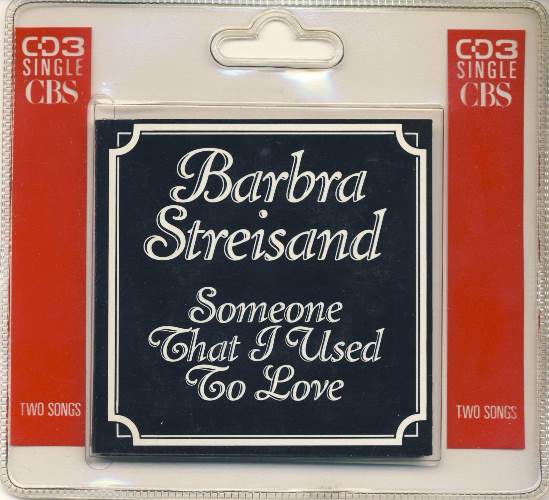 CD3
SINGLE
CBS
CD3
SINGLE
CBS
Barbra
Streisand
Someone
That I Used
To Love
TWO SONGS
TWO SONGS